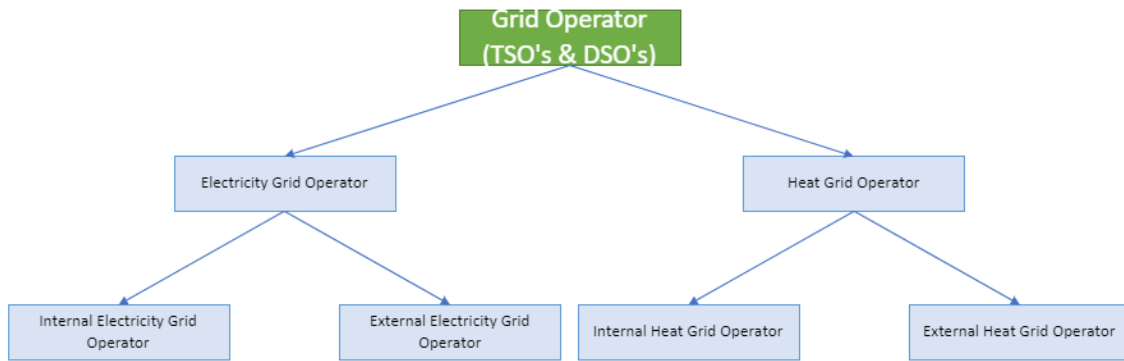 Grid Operator
(TSO's & DSO's)
Electricity Grid Operator
Heat Grid Operator
Internal Electricity Grid
Operator
External Electricity Grid
Operator
Internal Heat Grid Operator
External Heat Grid Operator